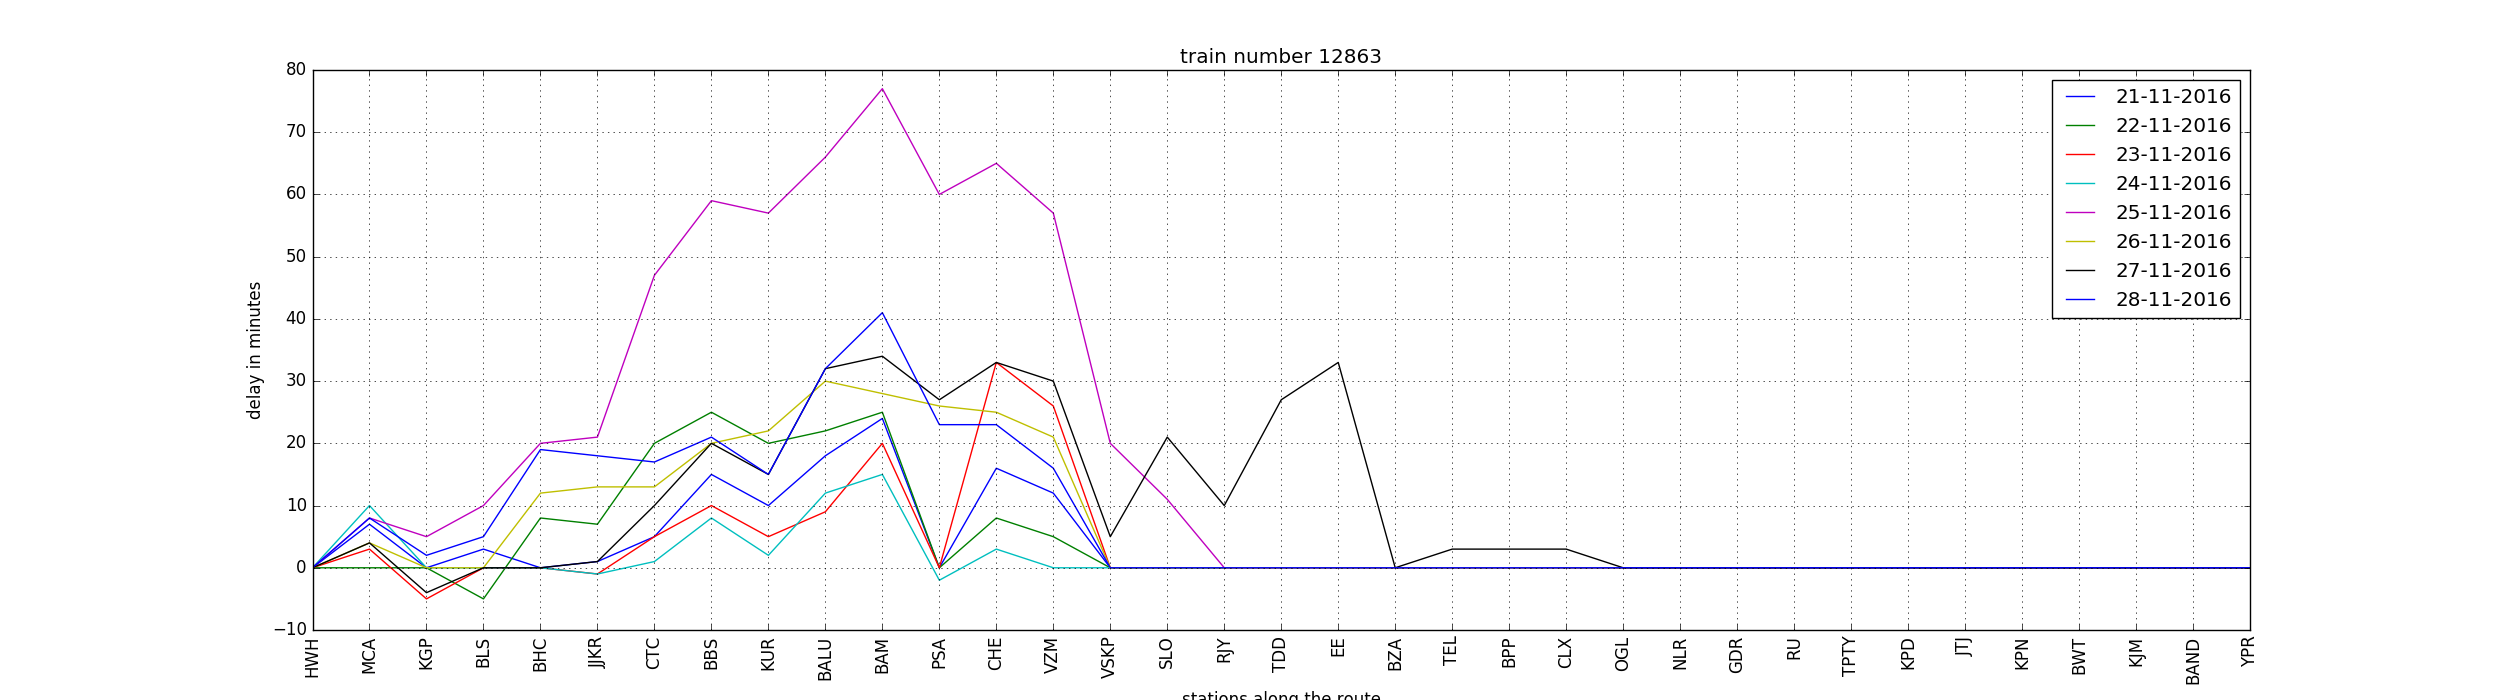 train number 12863
80
70
60
50
40
30
20
10
0
−10
delay in minutes
21-11-2016
22-11-2016
23-11-2016
24-11-2016
25-11-2016
26-11-2016
27-11-2016
28-11-2016
HWH
MCA
KGP
BLS
BHC
JJKR
CTC
BBS
KUR
BALU
BAM
PSA
CHE
VZM
VSKP
SLO
RJY
TDD
EE
BZA
TEL
BPP
CLX
OGL
NLR
GDR
RU
TPTY
KPD
JTJ
KPN
BWT
KJM
BAND
YPR
stations along the route